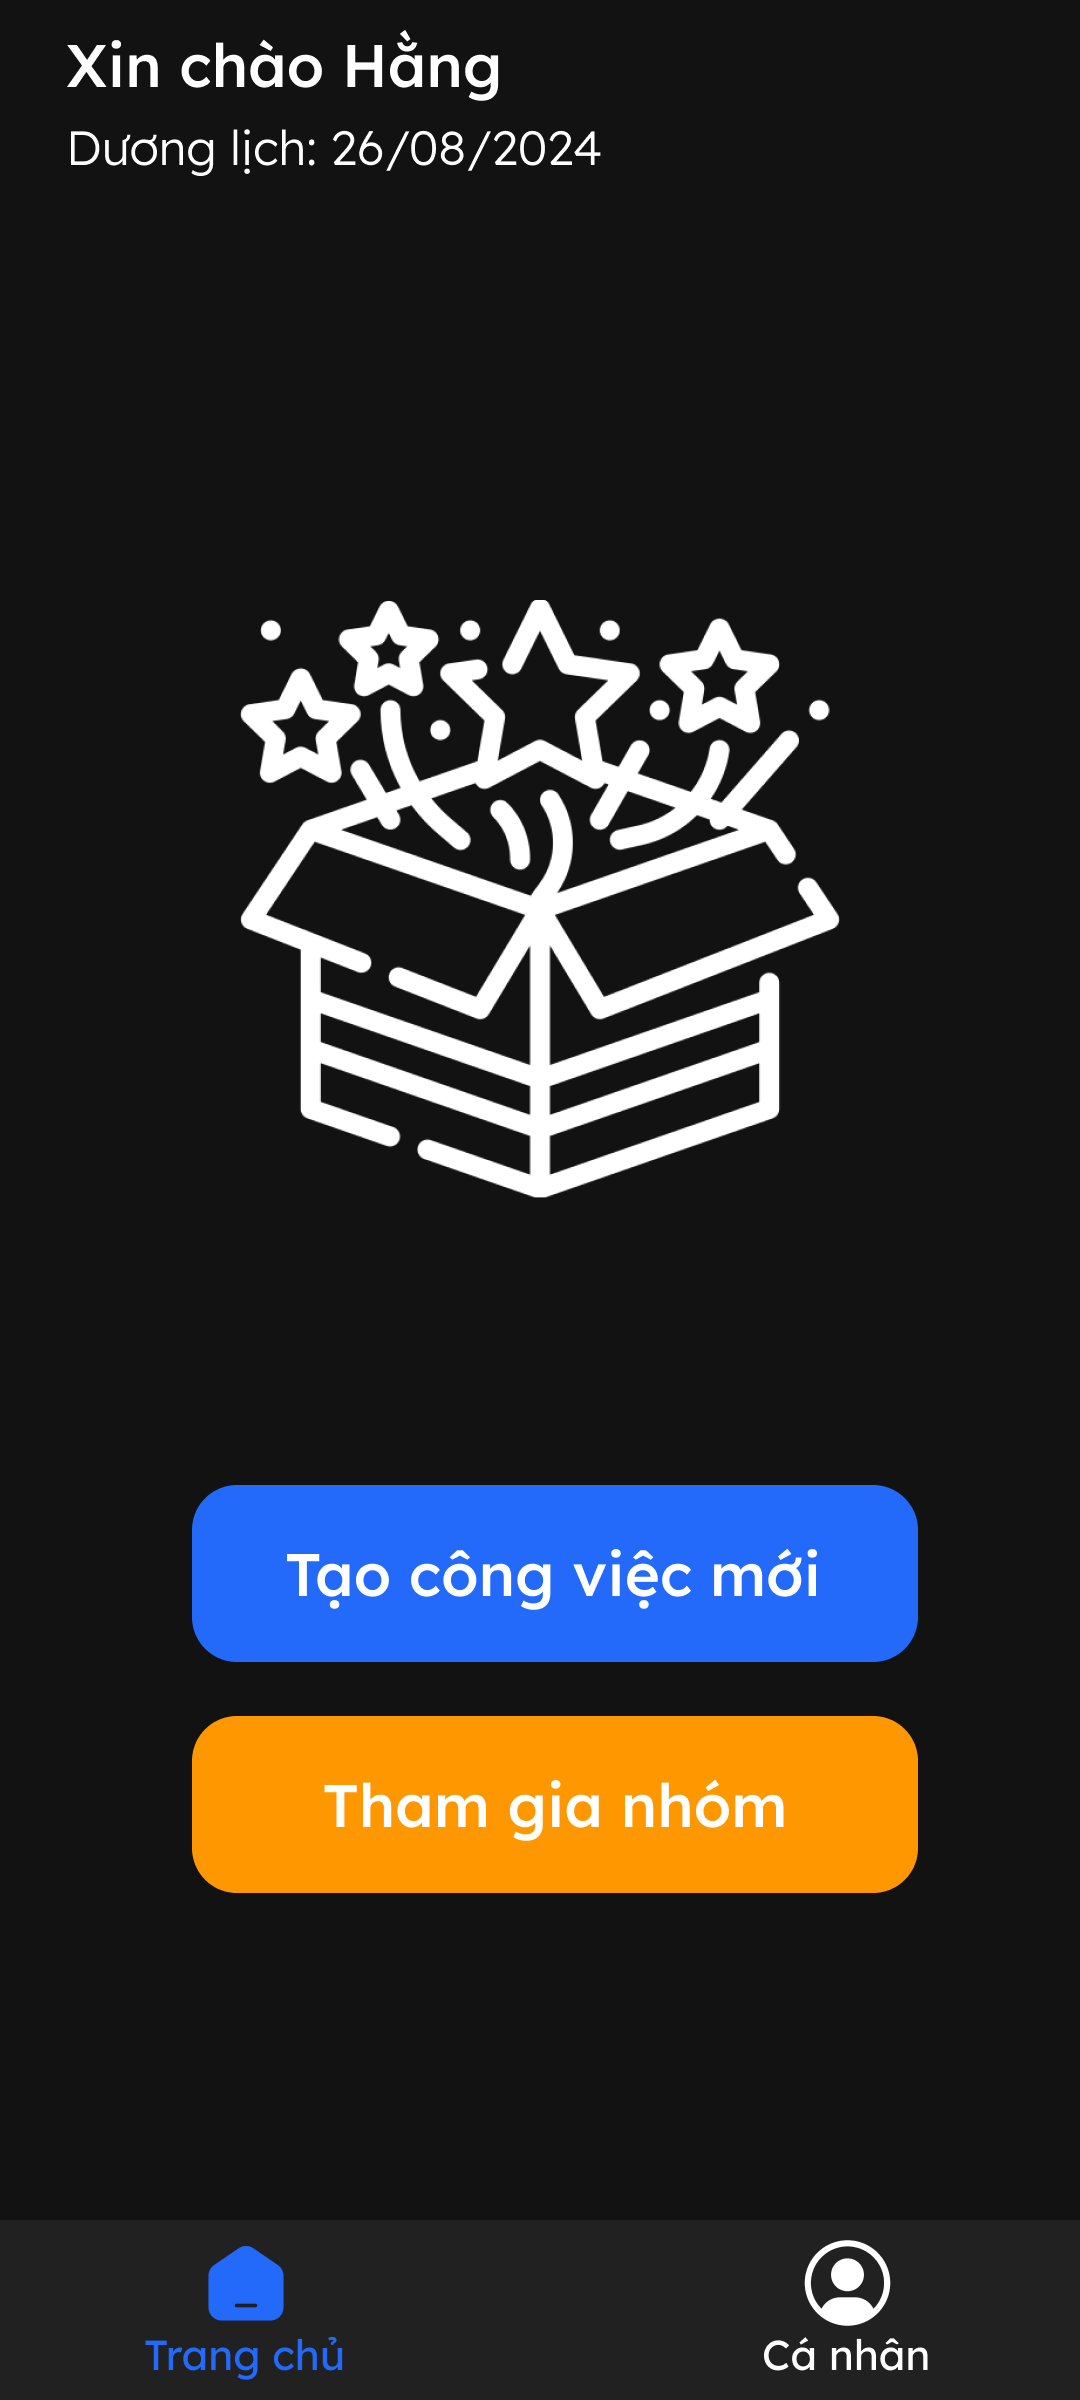 Xin chào Hằng
Dương lịch: 26/08/2024
Tạo công việc mới
Tham gia nhóm
Trang chủ
Cá nhân